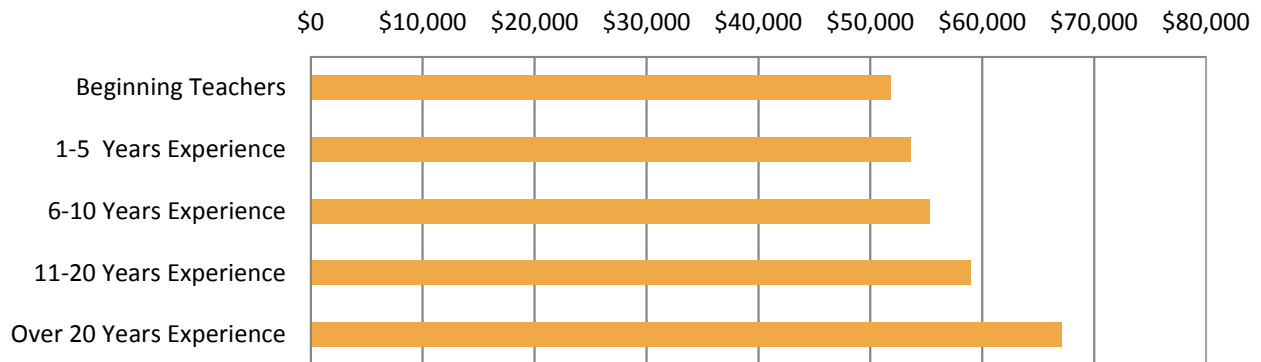 $0 $10,000 $20,000 $30,000 $40,000 $50,000 $60,000 $70,000 $80,000
Beginning Teachers
1-5  Years Experience
6-10 Years Experience
11-20 Years Experience
Over 20 Years Experience